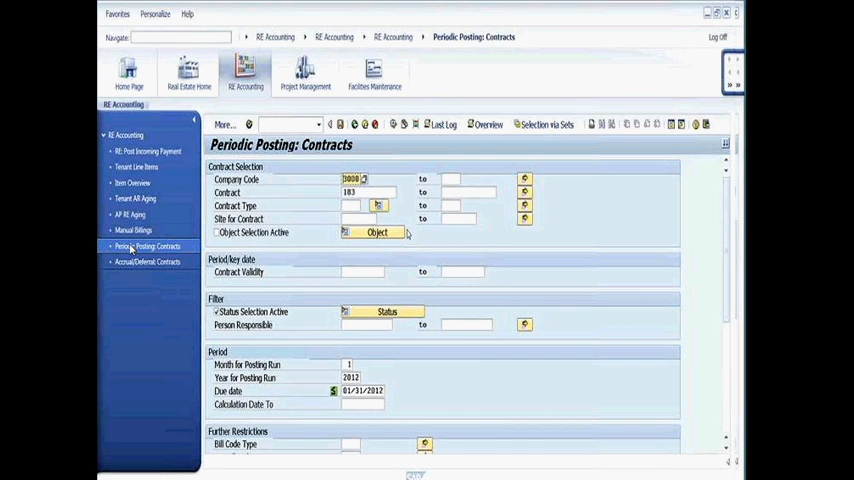 Favorites Personalize Help
Navigate: RE Accounting RE Accounting RE Accounting Periodic Posting: Contracts Log Off
Home Page Real Estate Home RE Accounting Project Management Facilities Maintenance
RE Accounting
RE Accounting
RE: Post Incoming Payment
Tenant Line Items
Item Overview
Tenant AR Aging
AP RE Aging
Manual Billings
Periodic Posting: Contracts
Accrual/Deferral: Contracts
More... Last Log Overview Selection via Sets
Periodic Posting: Contracts
Contract Selection
Company Code 3000 to
Contract 183 to
Contract Type to
Site for Contract to
Object Selection Active Object
Period/key date
Contract Validity to
Filter
Status Selection Active Status
Person Responsible to
Period
Month for Posting Run 1
Year for Posting Run 2012
Due date 01/31/2012
Calculation Date To
Further Restrictions
Bill Code Type
SAP